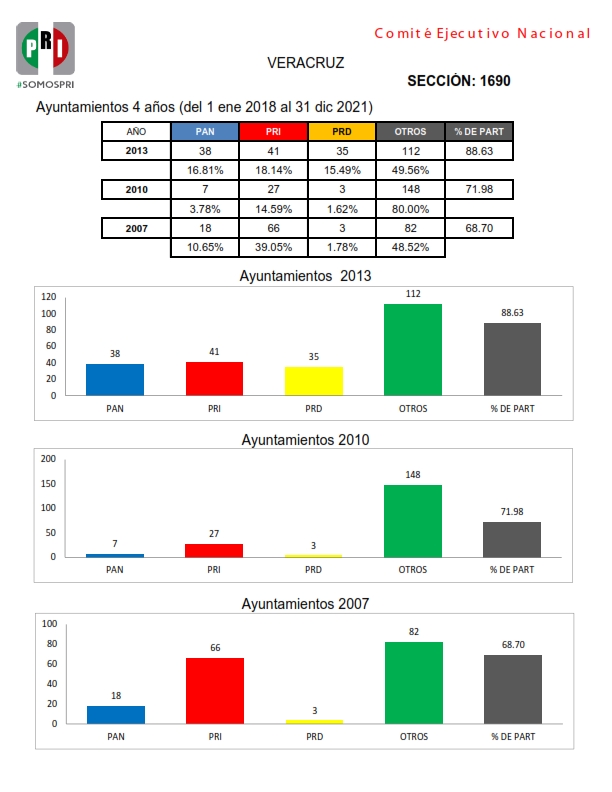 PRI
Comité Ejecutivo Nacional
#SOMOSPRI
VERACRUZ
SECCIÓN: 1690
Ayuntamientos 4 años (del 1 ene 2018 al 31 dic 2021)
AÑO PAN PRI PRD OTROS % DE PART
2013 38 41 35 112 88.63
16.81% 18.14% 15.49% 49.56%
2010 7 27 3 148 71.98
3.78% 14.59% 1.62% 80.00%
2007 18 66 3 82 68.70
10.65% 39.05% 1.78% 48.52%
Ayuntamientos 2013
120
100
80
60
40
20
0
38 41 35 112 88.63
PAN PRI PRD OTROS % DE PART
Ayuntamientos 2010
200
150
100
50
0
7 27 3 148 71.98
PAN PRI PRD OTROS % DE PART
Ayuntamientos 2007
100
80
60
40
20
0
18 66 3 82 68.70
PAN PRI PRD OTROS % DE PART